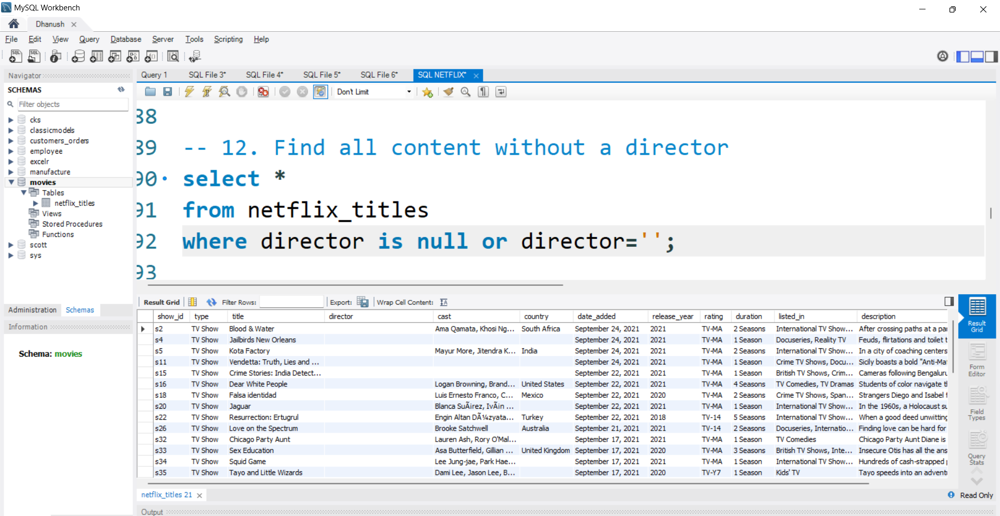 MySQL Workbench
Dhanush
File Edit View Query Database Server Tools Scripting Help
Navigator
SCHEMAS
Filter objects
cks
classicmodels
customers_orders
employee
excelr
manufacture
movies
Tables
netflix_titles
Views
Stored Procedures
Functions
scott
sys
Administration Schemas
Information
Schema: movies
Query 1 SQL File 3* SQL File 4* SQL File 5* SQL File 6* SQL NETFLIX*
Don't Limit
88
89 -- 12. Find all content without a director
90 select *
91 from netflix_titles
92 where director is null or director='';
93
Result Grid Filter Rows: Export: Wrap Cell Content:
show_id type title director cast country date_added release_year rating duration listed_in description
s2 TV Show Blood & Water Ama Qamata, Khosi Ng... South Africa September 24, 2021 2021 TV-MA 2 Seasons International TV Show... After crossing paths at a pa
s4 TV Show Jailbirds New Orleans September 24, 2021 2021 TV-MA 1 Season Docuseries, Reality TV Feuds, flirtations and toilet t
s5 TV Show Kota Factory Mayur More, Jitendra K... India September 24, 2021 2021 TV-MA 2 Seasons International TV Show... In a city of coaching centers
s11 TV Show Vendetta: Truth, Lies and ... September 24, 2021 2021 TV-MA 1 Season Crime TV Shows, Docu... Sicily boasts a bold "Anti-Ma
s15 TV Show Crime Stories: India Detect... September 22, 2021 2021 TV-MA 1 Season British TV Shows, Crim... Cameras following Bengaluru
s16 TV Show Dear White People Logan Browning, Brand... United States September 22, 2021 2021 TV-MA 4 Seasons TV Comedies, TV Dramas Students of color navigate t
s18 TV Show Falsa identidad Luis Ernesto Franco, C... Mexico September 22, 2021 2020 TV-MA 2 Seasons Crime TV Shows, Span... Strangers Diego and Isabel f
s20 TV Show Jaguar Blanca SuÃirez, IvÃin ... September 22, 2021 2021 TV-MA 1 Season International TV Show... In the 1960s, a Holocaust su
s22 TV Show Resurrection: Ertugrul Engin Altan DÃ¼zyata... Turkey September 22, 2021 2018 TV-14 5 Seasons International TV Show... When a good deed unwitting
s26 TV Show Love on the Spectrum Brooke Satchwell Australia September 21, 2021 2021 TV-14 2 Seasons Docuseries, Internatio... Finding love can be hard for
s32 TV Show Chicago Party Aunt Lauren Ash, Rory O'Mal... September 17, 2021 2021 TV-MA 1 Season TV Comedies Chicago Party Aunt Diane is
s33 TV Show Sex Education Asa Butterfield, Gillian ... United Kingdom September 17, 2021 2020 TV-MA 3 Seasons British TV Shows, Inte... Insecure Otis has all the ans
s34 TV Show Squid Game Lee Jung-jae, Park Hae... September 17, 2021 2021 TV-MA 1 Season International TV Show... Hundreds of cash-strapped
s35 TV Show Tayo and Little Wizards Dami Lee, Jason Lee, B... September 17, 2021 2020 TV-Y7 1 Season Kids' TV Tayo speeds into an advent
Result
Grid
Form
Editor
Field
Types
Query
Stats
netflix_titles 21
Read Only
Output